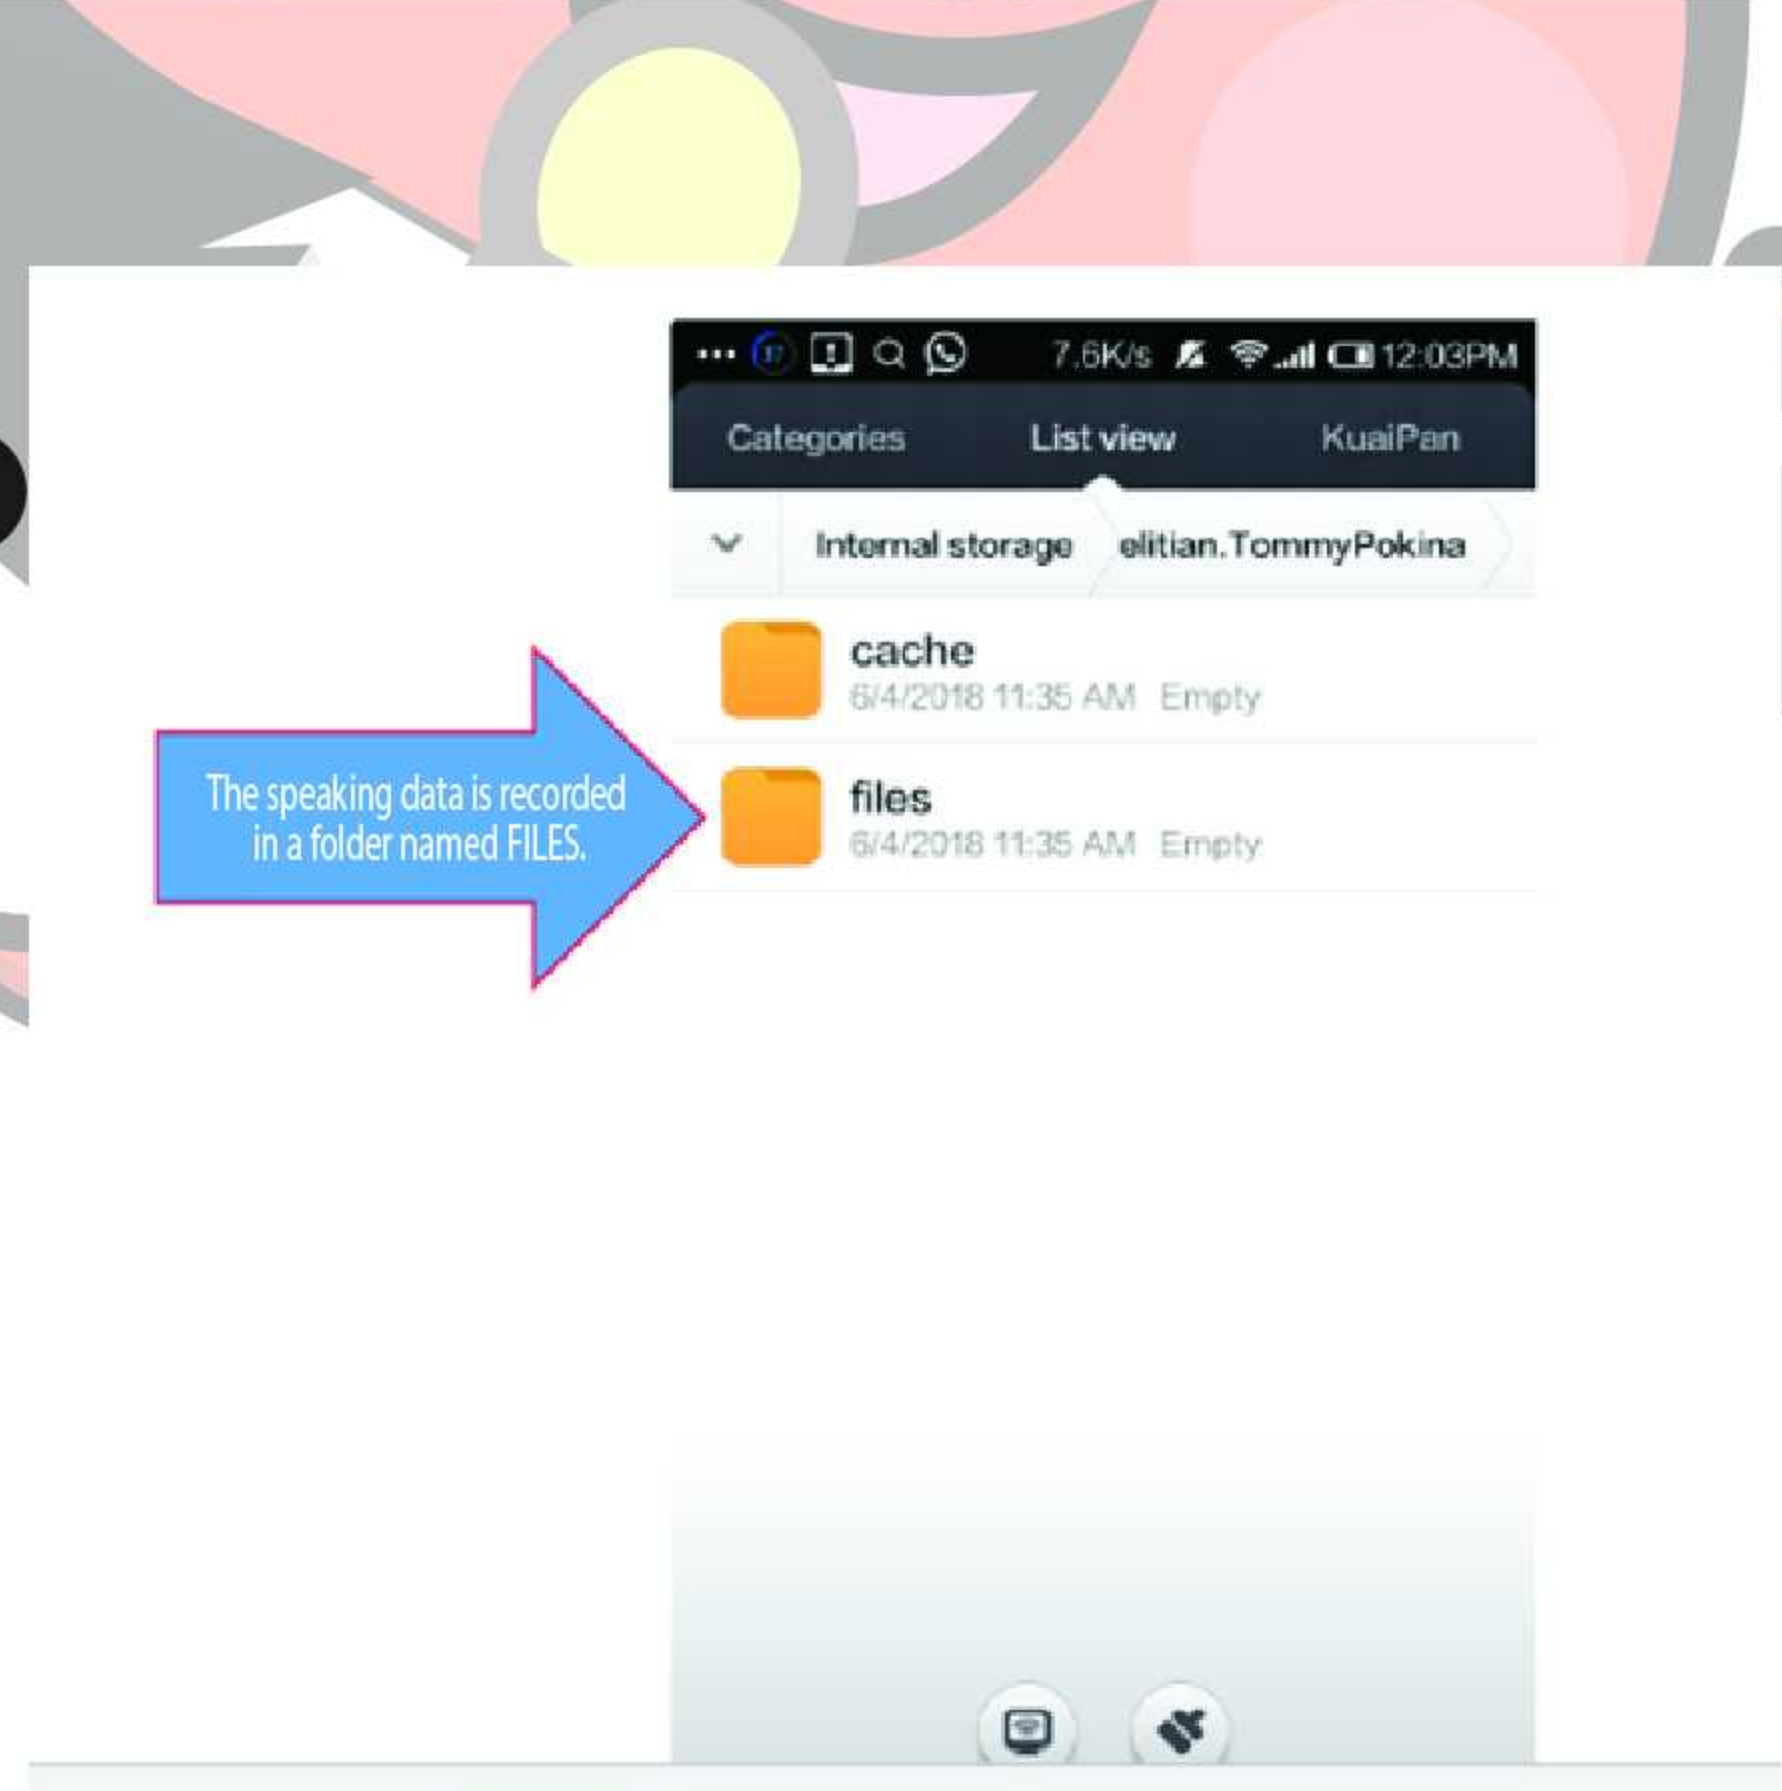 7.6K/s 12:03PM
Categories List view KuaiPan
Internal storage elitian.TommyPokina
cache
6/4/2018 11:35 AM Empty
The speaking data is recorded
in a folder named FILES.
files
6/4/2018 11:35 AM Empty